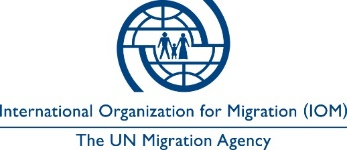 International Organization for Migration (IOM)
The UN Migration Agency